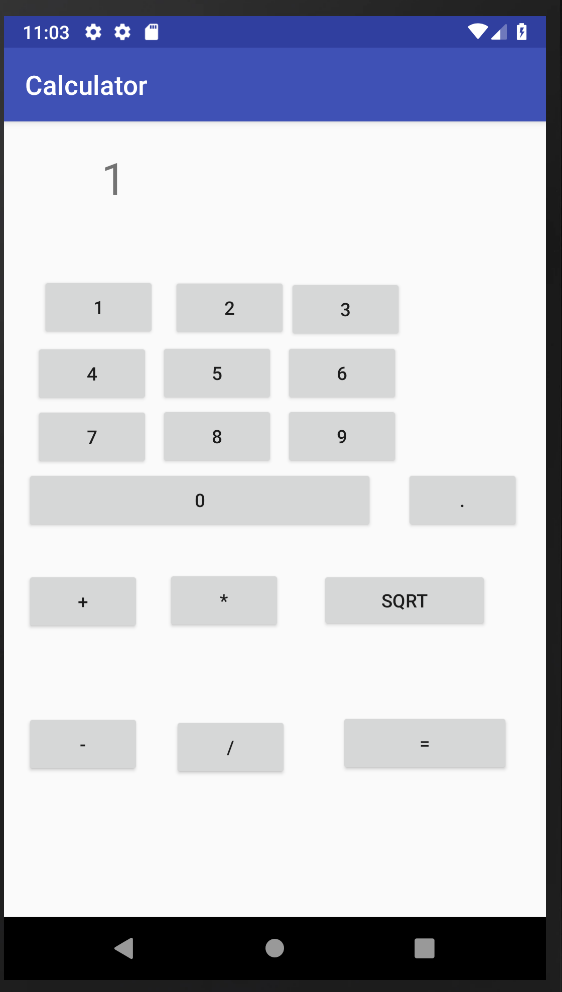 11:03
Calculator
1
1 2 3
4 5 6
7 8 9
0 .
+ * SQRT
- / =